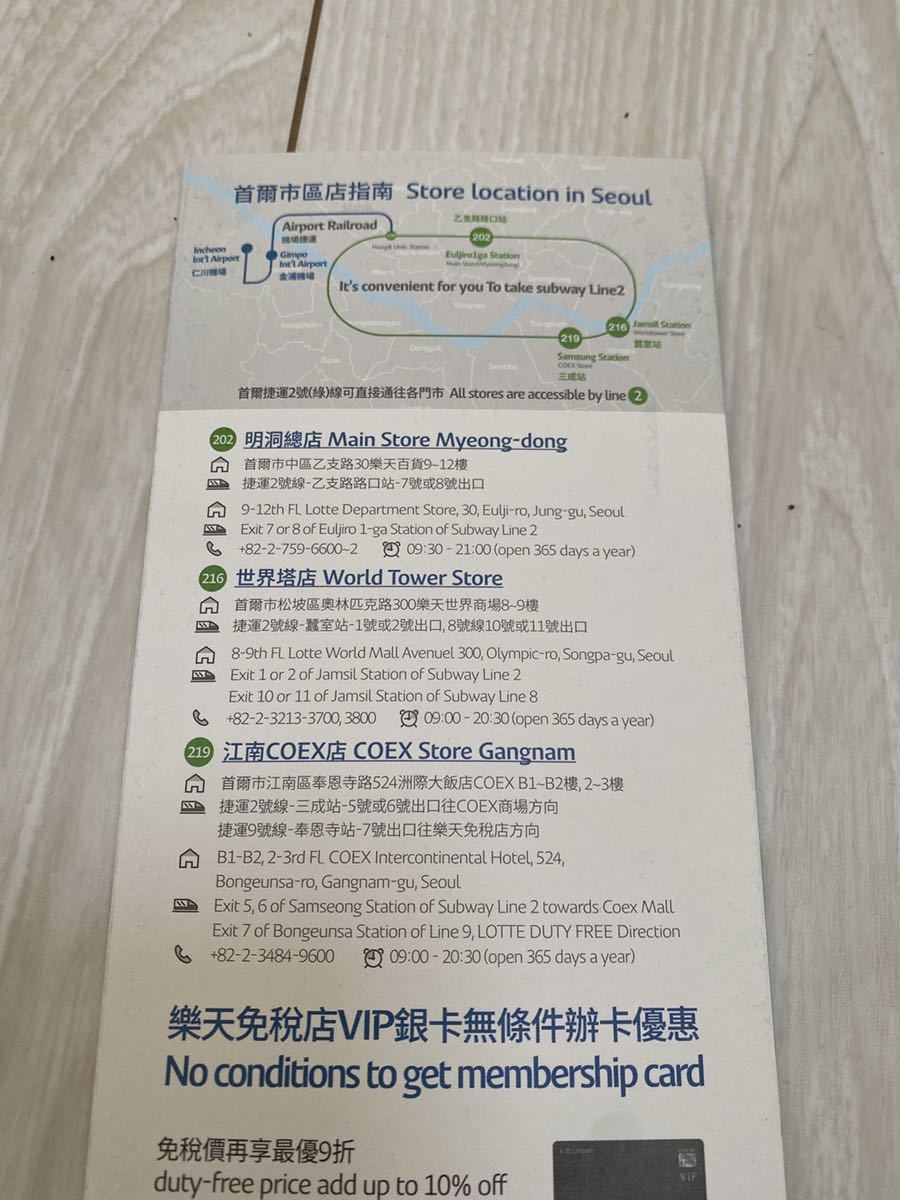 首爾市區店指南 Store location in Seoul
SEOUL
Airport Railroad
機場捷運
Incheon
Int'l Airport
仁川機場
Gimpo
Int'l Airport
金浦機場
Hongik Univ. Station
乙支路路口站
202
Euljiro1ga Station
Main Store(Myeongdong)
It's convenient for you To take subway Line2
Yongsan
Yangcheon
Dongjak
Guro
Seocho
216
Jamsil Station
Worldtower Store
蠶室站
219
Samsung Station
COEX Store
三成站
首爾捷運2號(綠)線可直接通往各門市 All stores are accessible by line 2
202 明洞總店 Main Store Myeong-dong
首爾市中區乙支路30樂天百貨9~12樓
捷運2號線-乙支路路口站-7號或8號出口
9-12th Fl, Lotte Department Store, 30, Eulji-ro, Jung-gu, Seoul
Exit 7 or 8 of Euljiro 1-ga Station of Subway Line 2
+82-2-759-6600~2 09:30 - 21:00 (open 365 days a year)
216 世界塔店 World Tower Store
首爾市松坡區奧林匹克路300樂天世界商場8~9樓
捷運2號線-蠶室站-1號或2號出口, 8號線10號或11號出口
8-9th Fl, Lotte World Mall Avenuel 300, Olympic-ro, Songpa-gu, Seoul
Exit 1 or 2 of Jamsil Station of Subway Line 2
Exit 10 or 11 of Jamsil Station of Subway Line 8
+82-2-3213-3700, 3800 09:00 - 20:30 (open 365 days a year)
219 江南COEX店 COEX Store Gangnam
首爾市江南區奉恩寺路524洲際大飯店COEX B1~B2樓, 2~3樓
捷運2號線-三成站-5號或6號出口往COEX商場方向
捷運9號線-奉恩寺站-7號出口往樂天免稅店方向
B1-B2, 2-3rd Fl, COEX Intercontinental Hotel, 524,
Bongeunsa-ro, Gangnam-gu, Seoul
Exit 5, 6 of Samseong Station of Subway Line 2 towards Coex Mall
Exit 7 of Bongeunsa Station of Line 9, LOTTE DUTY FREE Direction
+82-2-3484-9600 09:00 - 20:30 (open 365 days a year)
樂天免稅店VIP銀卡無條件辦卡優惠
No conditions to get membership card
免稅價再享最優9折
duty-free price add up to 10% off
VIP